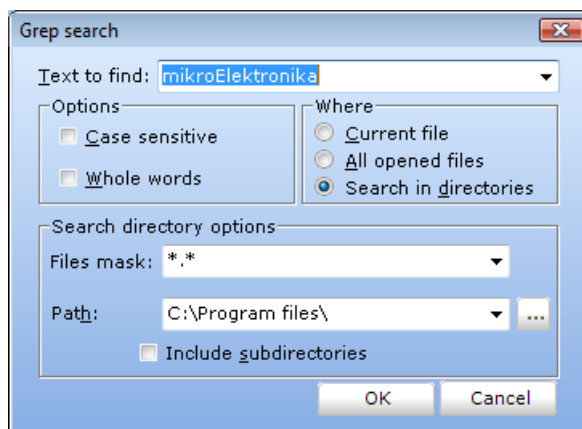 Grep search
Text to find: mikroElektronika
Options
Case sensitive
Whole words
Where
Current file
All opened files
Search in directories
Search directory options
Files mask: *.*
Path: C:\Program files\ ...
Include subdirectories
OK Cancel